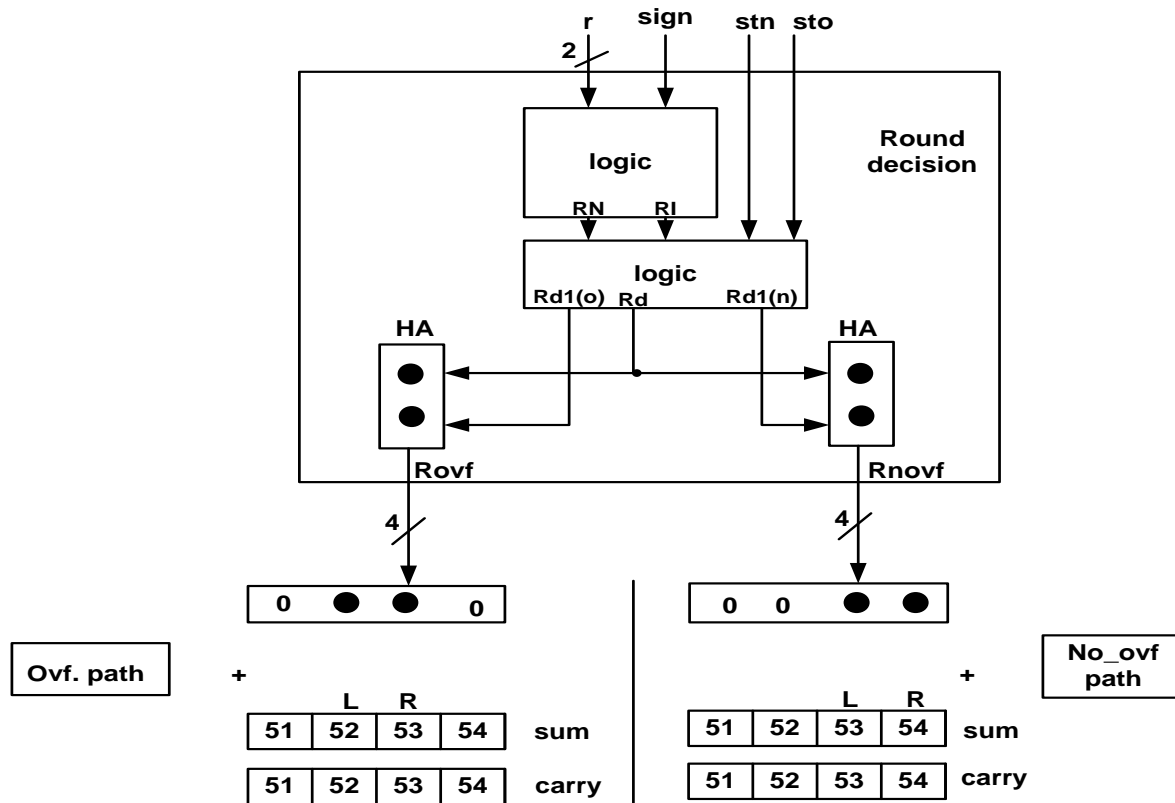 r sign stn sto
2
Round
decision
logic
RN RI
logic
Rd1(o) Rd Rd1(n)
HA HA
Rovf Rnovf
4 4
0 0 0 0
Ovf. path + + No_ovf
path
L R L R
51 52 53 54 sum 51 52 53 54 sum
51 52 53 54 carry 51 52 53 54 carry